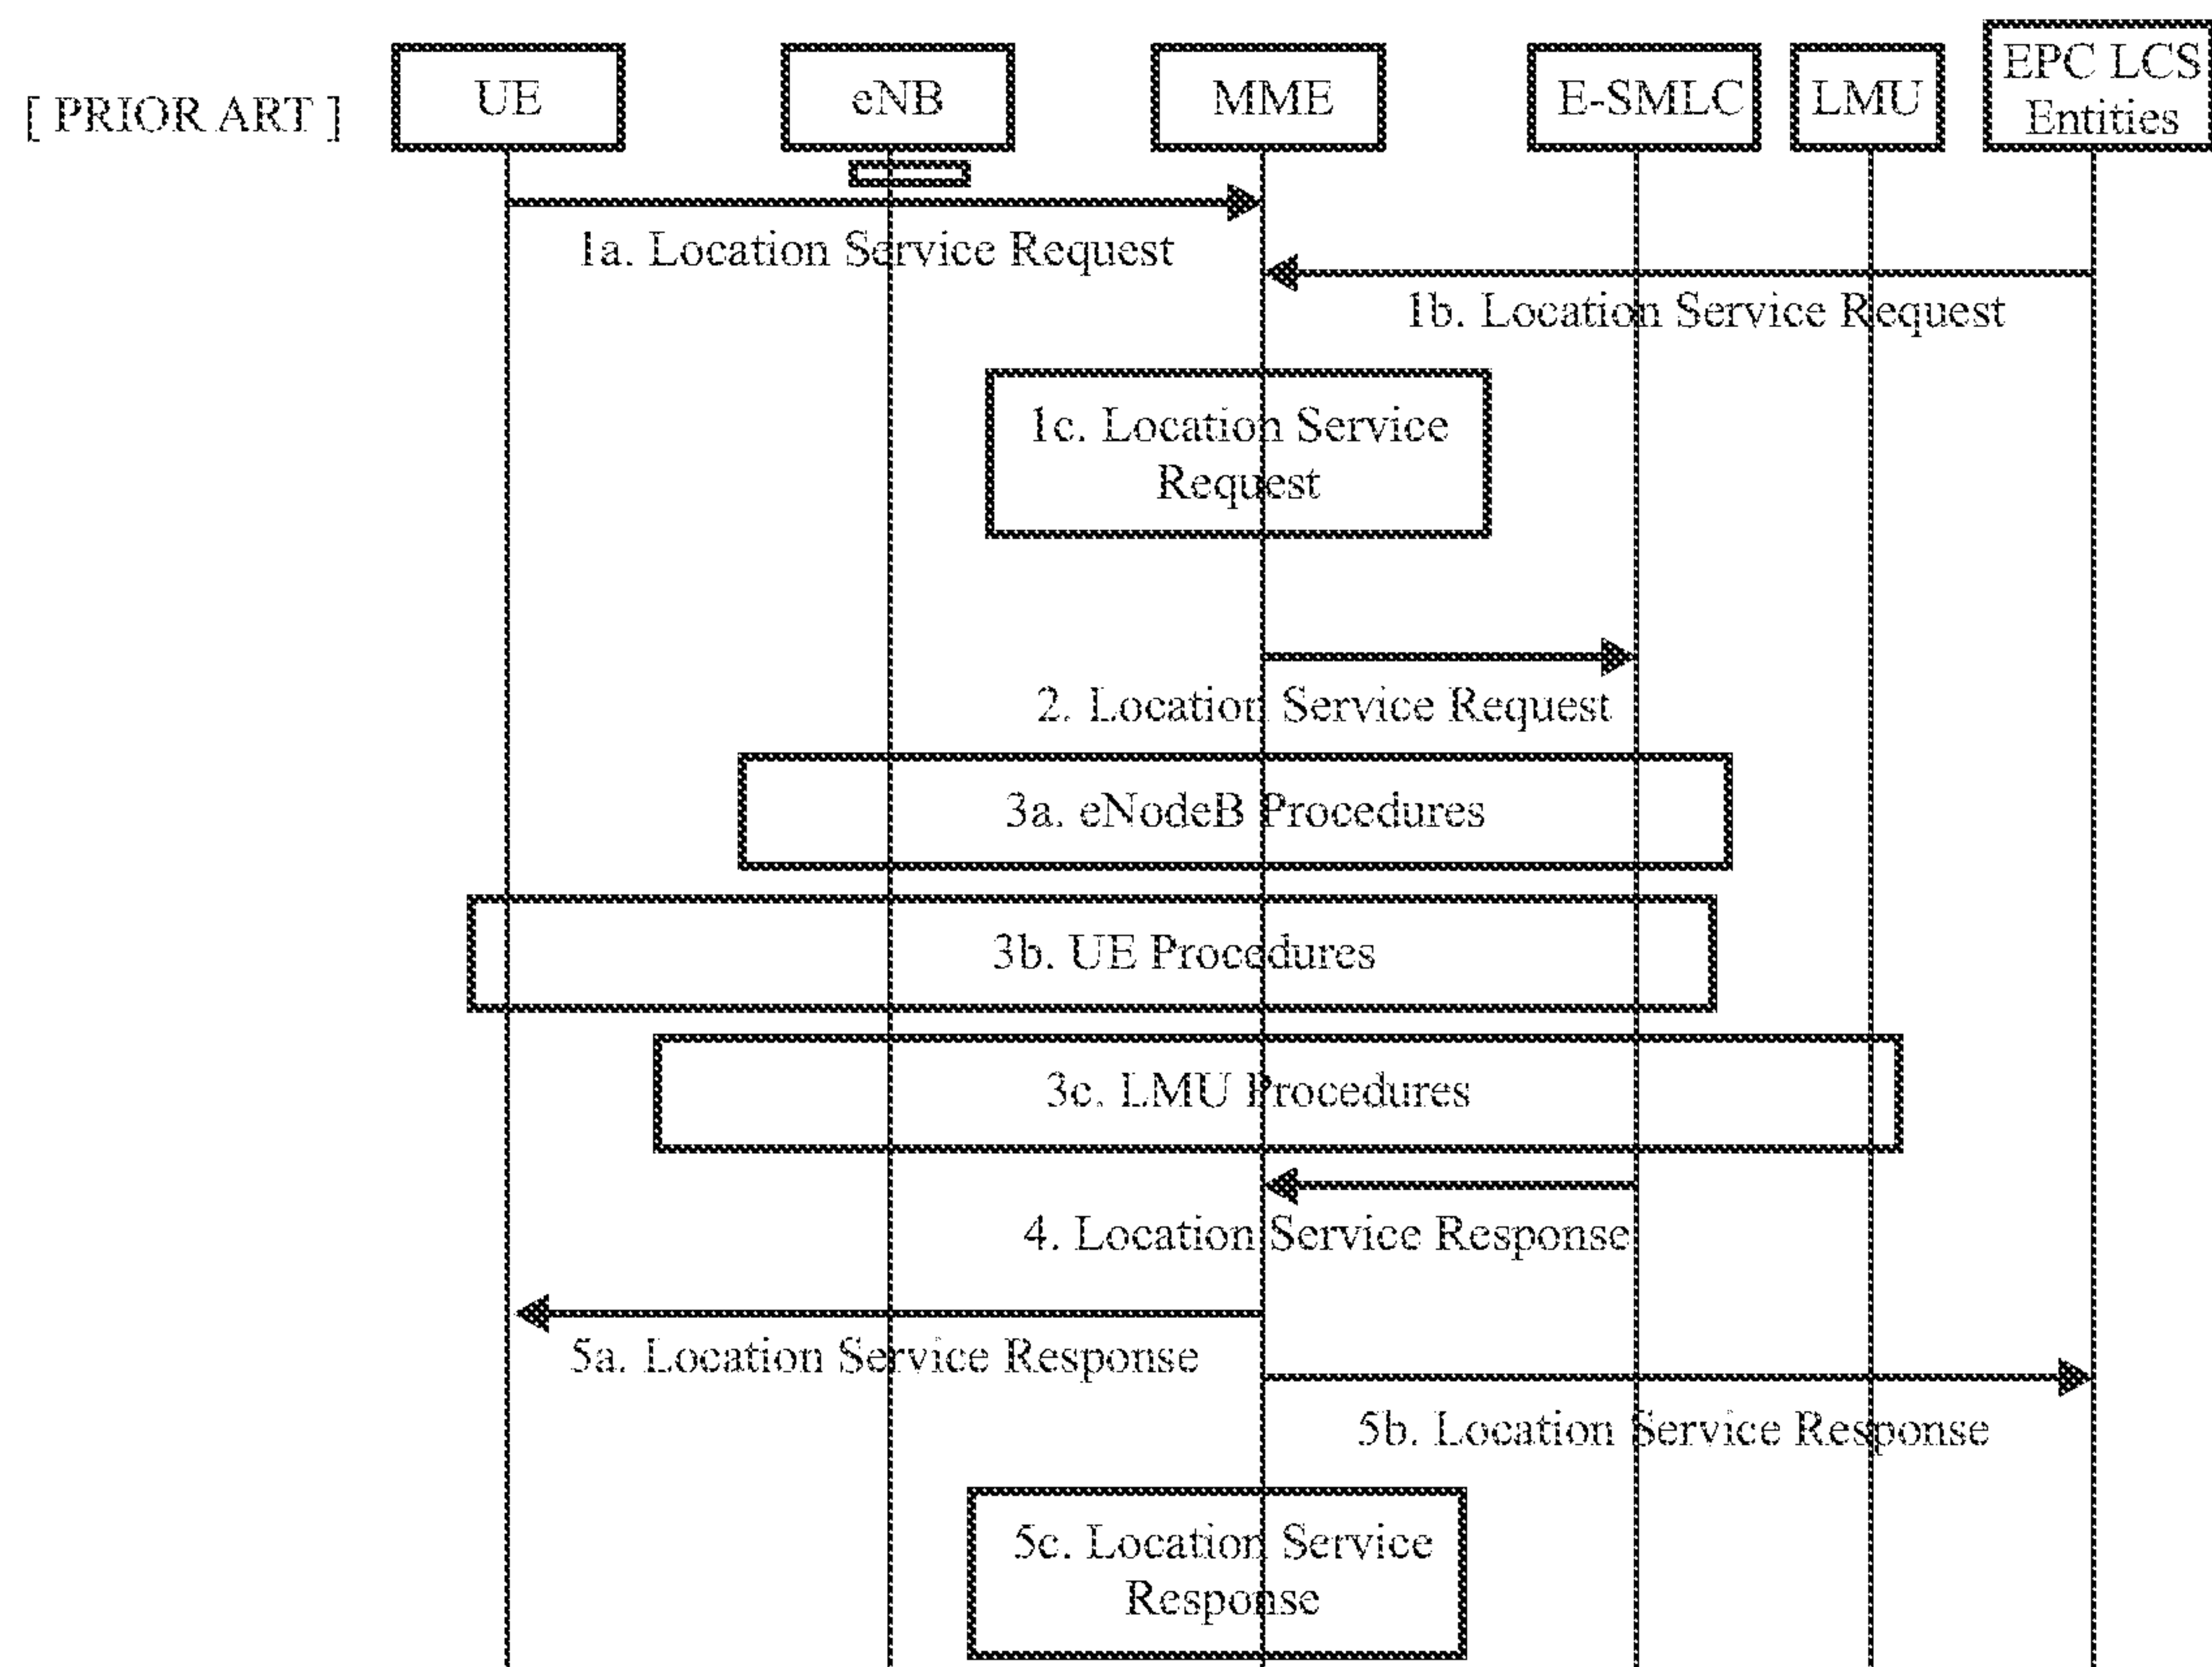 [ PRIOR ART ]
UE
eNB
MME
E-SMLC
LMU
EPC LCS
Entities
1a. Location Service Request
1b. Location Service Request
1c. Location Service
Request
2. Location Service Request
3a. eNodeB Procedures
3b. UE Procedures
3c. LMU Procedures
4. Location Service Response
5a. Location Service Response
5b. Location Service Response
5c. Location Service
Response